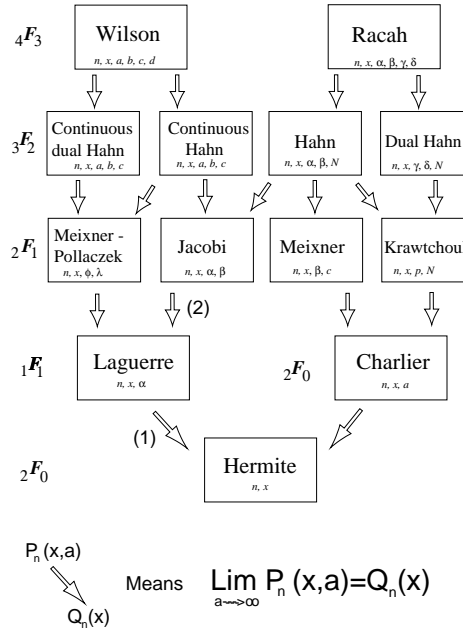 ₄F₃
Wilson
n, x, a, b, c, d
Racah
n, x, α, β, γ, δ
₃F₂
Continuous
dual Hahn
n, x, a, b, c
Continuous
Hahn
n, x, a, b, c
Hahn
n, x, α, β, N
Dual Hahn
n, x, γ, δ, N
₂F₁
Meixner -
Pollaczek
n, x, ϕ, λ
Jacobi
n, x, α, β
Meixner
n, x, β, c
Krawtchouk
n, x, p, N
(2)
₁F₁
Laguerre
n, x, α
₂F₀
Charlier
n, x, a
(1)
₂F₀
Hermite
n, x
Pₙ(x,a)
Qₙ(x)
Means
Lim Pₙ(x,a)=Qₙ(x)
a~~>∞